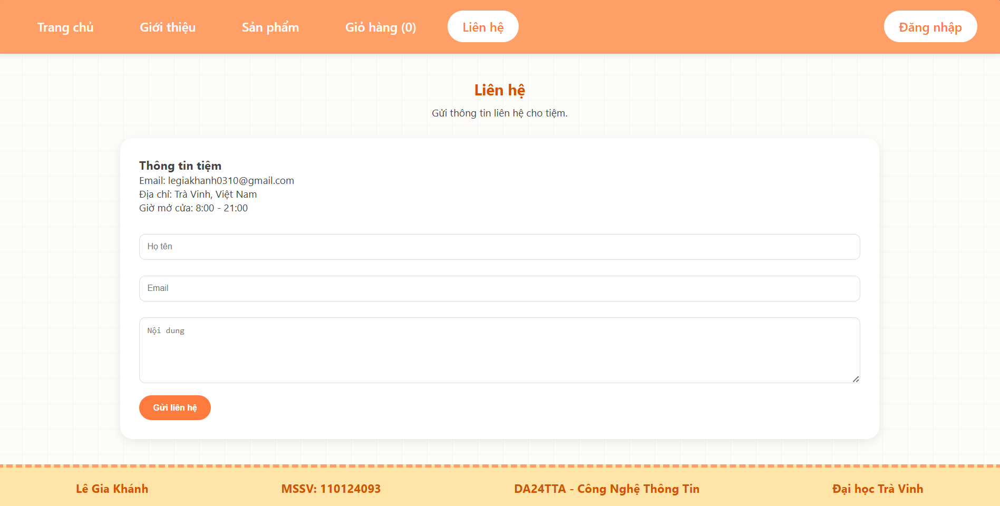 Trang chủ
Giới thiệu
Sản phẩm
Giỏ hàng (0)
Liên hệ
Đăng nhập
Liên hệ
Gửi thông tin liên hệ cho tiệm.
Thông tin tiệm
Email: legiakhanh0310@gmail.com
Địa chỉ: Trà Vinh, Việt Nam
Giờ mở cửa: 8:00 - 21:00
Họ tên
Email
Nội dung
Gửi liên hệ
Lê Gia Khánh
MSSV: 110124093
DA24TTA - Công Nghệ Thông Tin
Đại học Trà Vinh